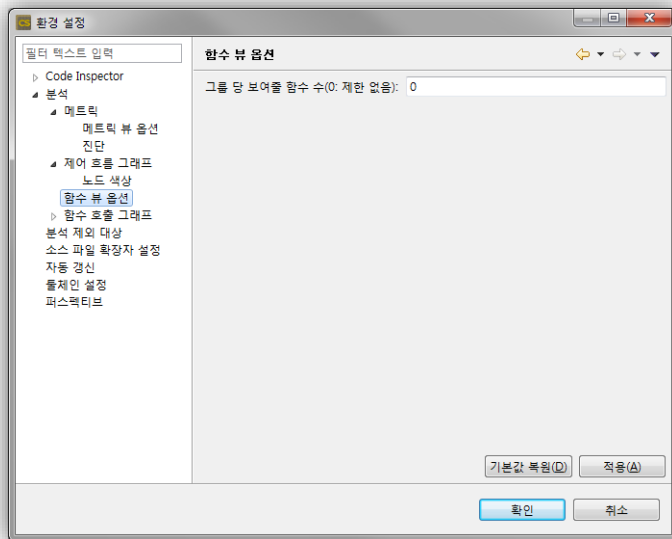 환경 설정
필터 텍스트 입력
Code Inspector
분석
메트릭
메트릭 뷰 옵션
진단
제어 흐름 그래프
노드 색상
함수 뷰 옵션
함수 호출 그래프
분석 제외 대상
소스 파일 확장자 설정
자동 갱신
툴체인 설정
퍼스펙티브
함수 뷰 옵션
그룹 당 보여줄 함수 수(0: 제한 없음): 0
기본값 복원(D) 적용(A)
확인 취소